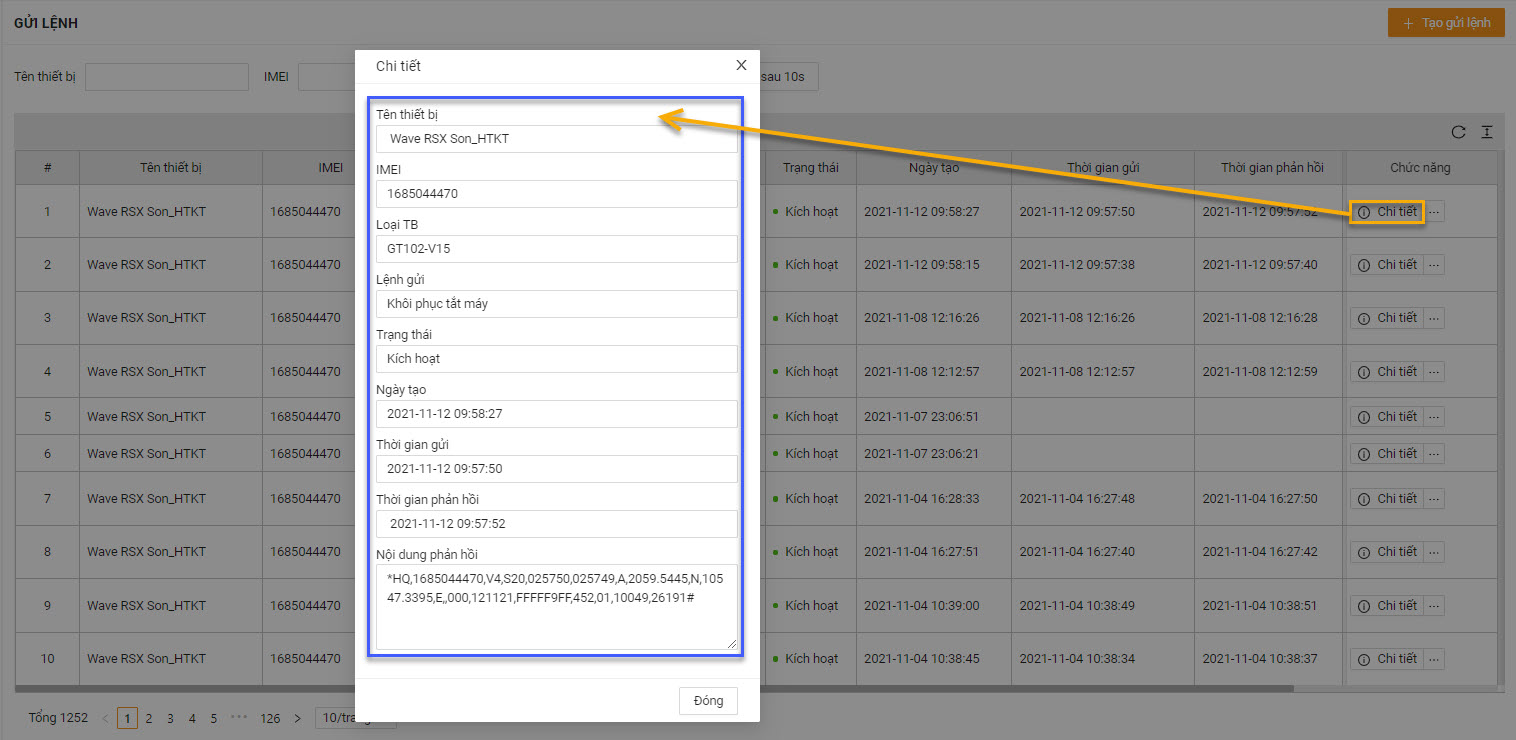 GỬI LỆNH
+ Tạo gửi lệnh
Tên thiết bị
IMEI
sau 10s
# Tên thiết bị IMEI Trạng thái Ngày tạo Thời gian gửi Thời gian phản hồi Chức năng
1 Wave RSX Son_HTKT 1685044470 Kích hoạt 2021-11-12 09:58:27 2021-11-12 09:57:50 2021-11-12 09:57:52 Chi tiết ...
2 Wave RSX Son_HTKT 1685044470 Kích hoạt 2021-11-12 09:58:15 2021-11-12 09:57:38 2021-11-12 09:57:40 Chi tiết ...
3 Wave RSX Son_HTKT 1685044470 Kích hoạt 2021-11-08 12:16:26 2021-11-08 12:16:26 2021-11-08 12:16:28 Chi tiết ...
4 Wave RSX Son_HTKT 1685044470 Kích hoạt 2021-11-08 12:12:57 2021-11-08 12:12:57 2021-11-08 12:12:59 Chi tiết ...
5 Wave RSX Son_HTKT 1685044470 Kích hoạt 2021-11-07 23:06:51 Chi tiết ...
6 Wave RSX Son_HTKT 1685044470 Kích hoạt 2021-11-07 23:06:21 Chi tiết ...
7 Wave RSX Son_HTKT 1685044470 Kích hoạt 2021-11-04 16:28:33 2021-11-04 16:27:48 2021-11-04 16:27:50 Chi tiết ...
8 Wave RSX Son_HTKT 1685044470 Kích hoạt 2021-11-04 16:27:51 2021-11-04 16:27:40 2021-11-04 16:27:42 Chi tiết ...
9 Wave RSX Son_HTKT 1685044470 Kích hoạt 2021-11-04 10:39:00 2021-11-04 10:38:49 2021-11-04 10:38:51 Chi tiết ...
10 Wave RSX Son_HTKT 1685044470 Kích hoạt 2021-11-04 10:38:45 2021-11-04 10:38:34 2021-11-04 10:38:37 Chi tiết ...
Tổng 1252 < 1 2 3 4 5 ••• 126 > 10/tra
Chi tiết
Tên thiết bị
Wave RSX Son_HTKT
IMEI
1685044470
Loại TB
GT102-V15
Lệnh gửi
Khôi phục tắt máy
Trạng thái
Kích hoạt
Ngày tạo
2021-11-12 09:58:27
Thời gian gửi
2021-11-12 09:57:50
Thời gian phản hồi
2021-11-12 09:57:52
Nội dung phản hồi
*HQ,1685044470,V4,S20,025750,025749,A,2059.5445,N,105
47.3395,E,,000,121121,FFFFF9FF,452,01,10049,26191#
Đóng